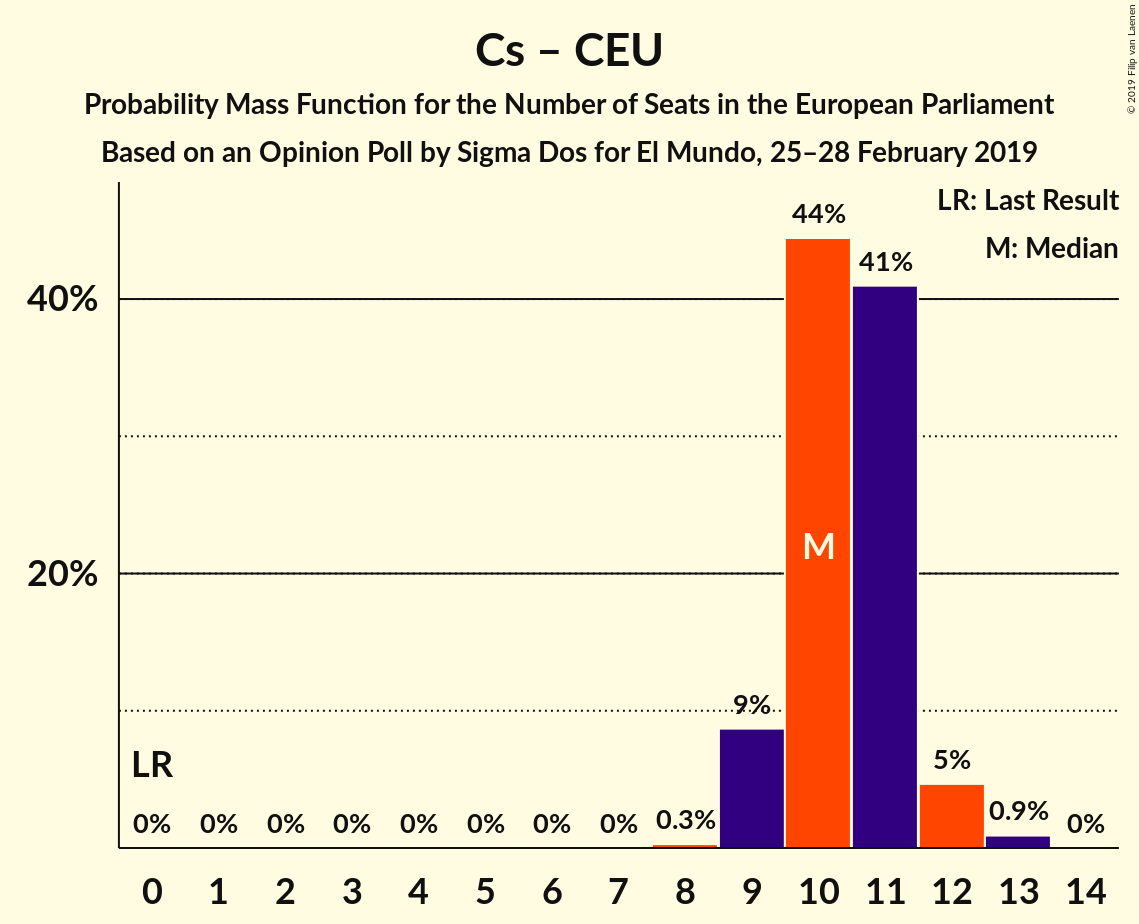 Cs – CEU
Probability Mass Function for the Number of Seats in the European Parliament
Based on an Opinion Poll by Sigma Dos for El Mundo, 25–28 February 2019
© 2019 Filip van Laenen
LR: Last Result
M: Median
44%
41%
40%
M
20%
9%
LR
5%
0% 0% 0% 0% 0% 0% 0% 0% 0.3% 0.9% 0%
0 1 2 3 4 5 6 7 8 9 10 11 12 13 14